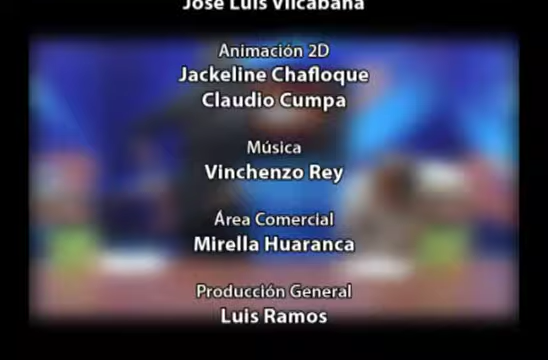 José Luis Vilcabana
Animación 2D
Jackeline Chafloque
Claudio Cumpa
Música
Vinchenzo Rey
Área Comercial
Mirella Huaranca
Producción General
Luis Ramos